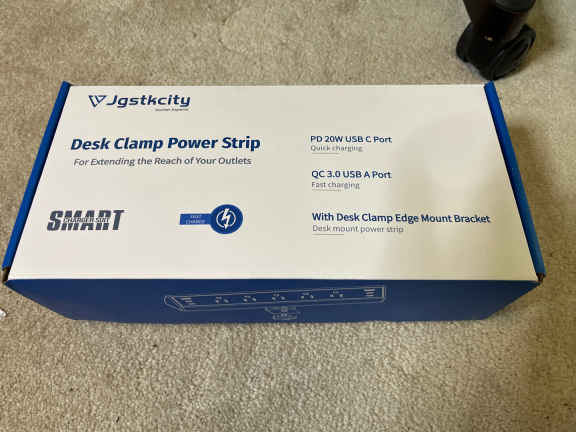 Jgstkcity
Desk Clamp Power Strip
For Extending the Reach of Your Outlets
PD 20W USB C Port
Quick charging
QC 3.0 USB A Port
Fast charging
With Desk Clamp Edge Mount Bracket
Desk mount power strip
SMART
CHARGER SUIT
FAST
CHARGE